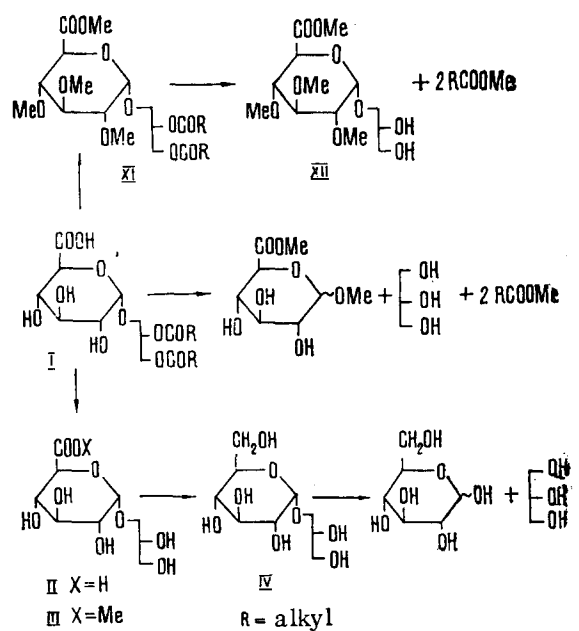 COOMe COOMe
O O
OMe OMe + 2 RCOOMe
MeO O MeO O
OMe OCOR OMe OH
OCOR OH
XI XII
COOH COOMe
O O OH
OH OH OMe + OH + 2 RCOOMe
HO O HO OH
OH OCOR OH
OCOR
I
COOX CH₂OH CH₂OH
O O O OH
OH OH OH OH + OH
HO O HO O HO OH
OH OH OH OH OH
OH OH
II X=H IV
III X=Me R = alkyl